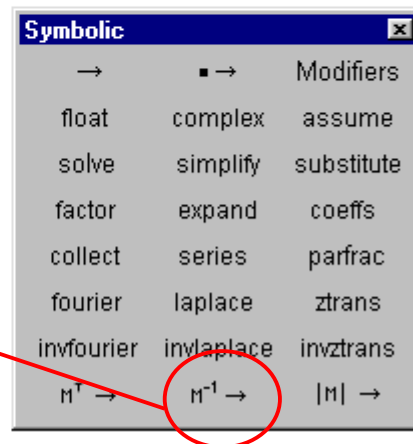 Symbolic
→ ▪ → Modifiers
float complex assume
solve simplify substitute
factor expand coeffs
collect series parfrac
fourier laplace ztrans
invfourier invlaplace invztrans
Mᵀ → M⁻¹ → |M| →